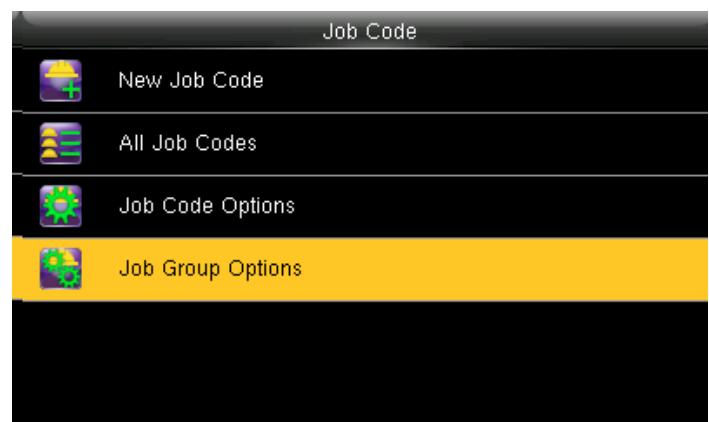 Job Code
New Job Code
All Job Codes
Job Code Options
Job Group Options